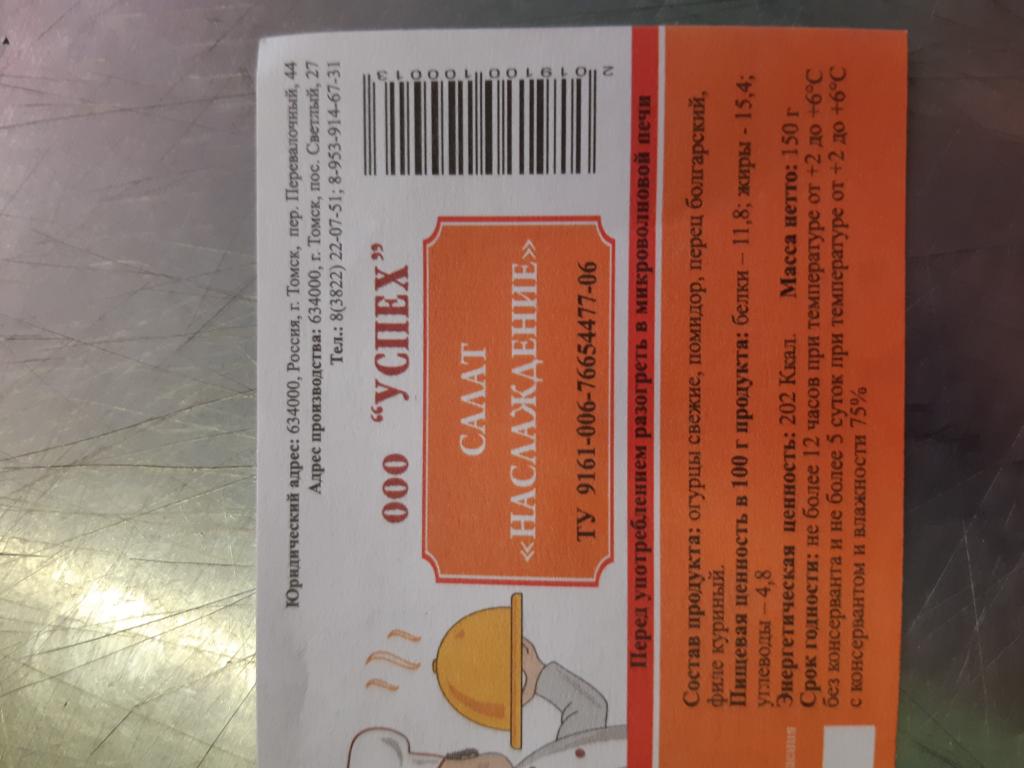 Юридический адрес: 634000, Россия, г. Томск, пер. Перевалочный, 44
Адрес производства: 634000, г. Томск, пос. Светлый, 27
Тел.: 8(3822) 22-07-51; 8-953-914-67-31
ООО “УСПЕХ”
САЛАТ
«НАСЛАЖДЕНИЕ»
ТУ 9161-006-76654477-06
Перед употреблением разогреть в микроволновой печи
Состав продукта: огурцы свежие, помидор, перец болгарский,
филе куриный.
Пищевая ценность в 100 г продукта: белки – 11,8; жиры - 15,4;
углеводы – 4,8
Энергетическая ценность: 202 Ккал. Масса нетто: 150 г
Срок годности: не более 12 часов при температуре от +2 до +6°С
без консерванта и не более 5 суток при температуре от +2 до +6°С
с консервантом и влажности 75%